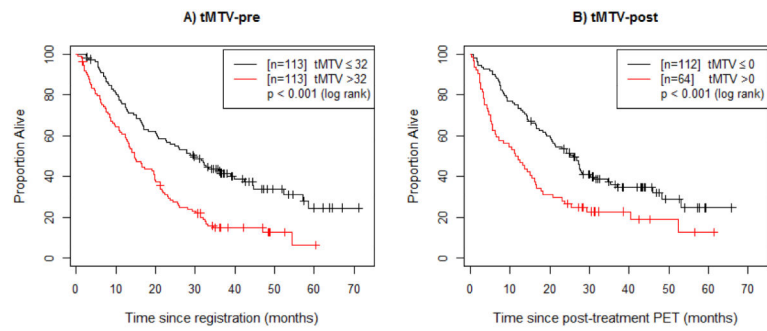 A) tMTV-pre
[n=113] tMTV ≤ 32
[n=113] tMTV >32
p < 0.001 (log rank)
Proportion Alive
100
80
60
40
20
0
0 10 20 30 40 50 60 70
Time since registration (months)
B) tMTV-post
[n=112] tMTV ≤ 0
[n=64] tMTV >0
p < 0.001 (log rank)
Proportion Alive
100
80
60
40
20
0
0 10 20 30 40 50 60 70
Time since post-treatment PET (months)